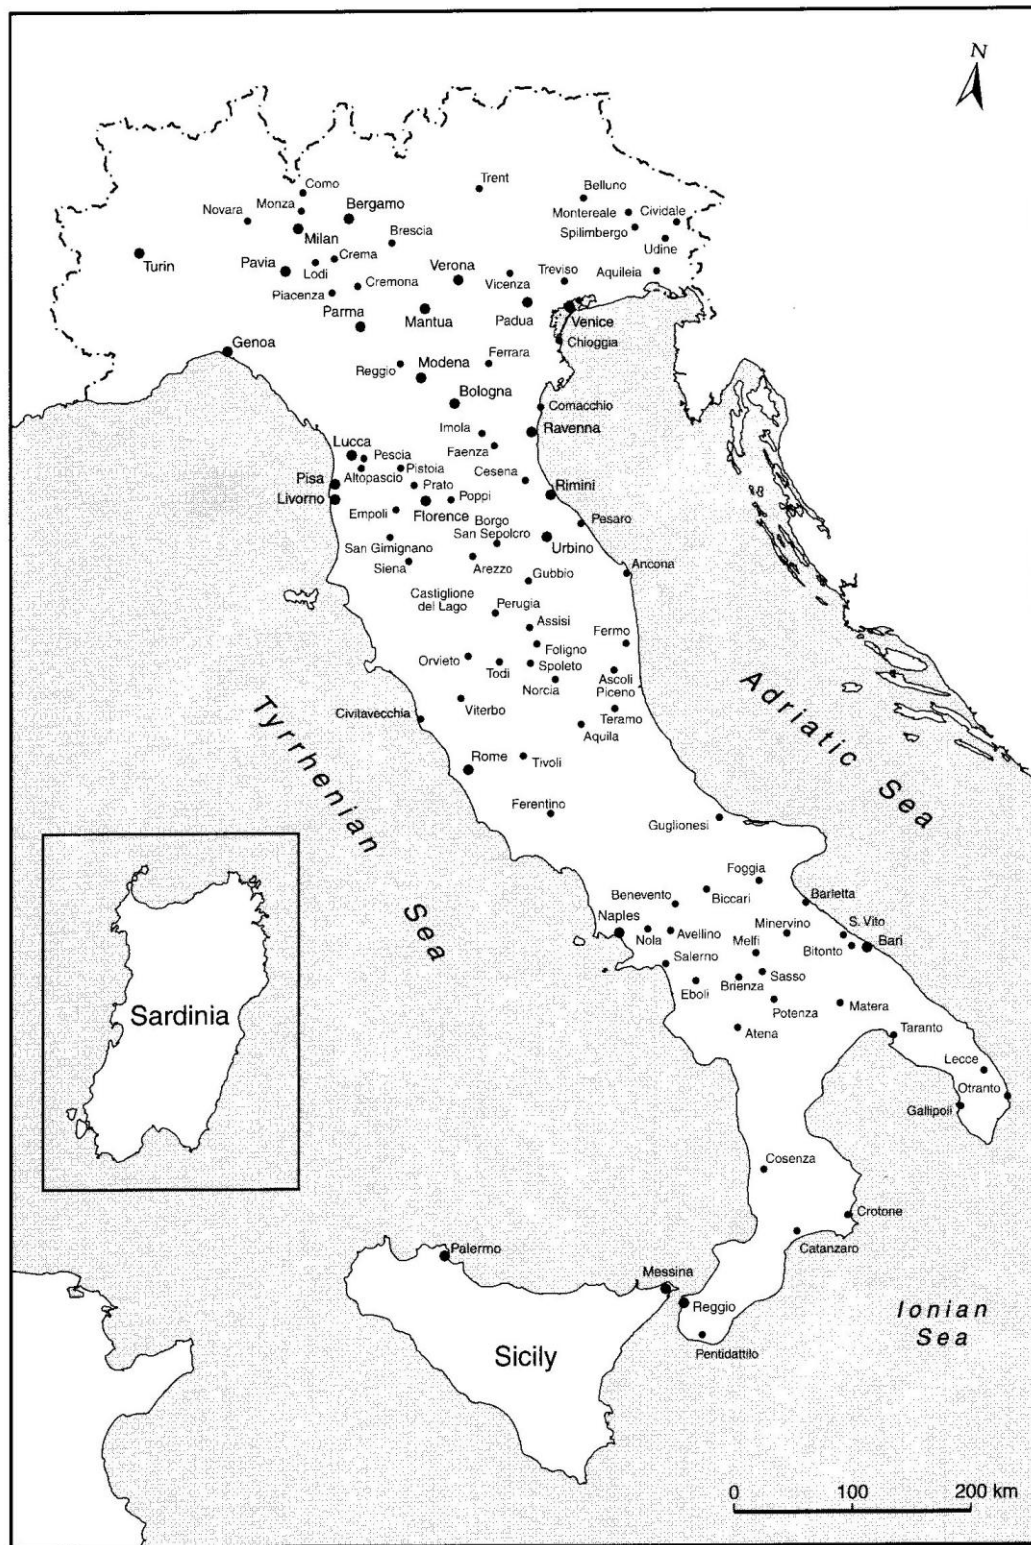 N
Trent
Belluno
Como
Monza
Bergamo
Novara
Montereale
Cividale
Spilimbergo
Milan
Brescia
Udine
Turin
Pavia
Crema
Lodi
Verona
Treviso
Aquileia
Vicenza
Cremona
Piacenza
Parma
Mantua
Padua
Venice
Chioggia
Genoa
Modena
Ferrara
Reggio
Bologna
Comacchio
Imola
Ravenna
Lucca
Faenza
Pescia
Altopascio
Pistoia
Cesena
Pisa
Prato
Rimini
Livorno
Poppi
Empoli
Florence
Borgo
San Sepolcro
Pesaro
Urbino
San Gimignano
Siena
Arezzo
Ancona
Gubbio
Castiglione
del Lago
Perugia
Assisi
Fermo
Foligno
Orvieto
Todi
Spoleto
Ascoli
Piceno
Norcia
Viterbo
Teramo
Civitavecchia
Aquila
Adriatic Sea
Tyrrhenian Sea
Rome
Tivoli
Ferentino
Guglionesi
Foggia
Benevento
Biccari
Barletta
Naples
Nola
Avellino
Minervino
S. Vito
Melfi
Bitonto
Bari
Salerno
Sasso
Brienza
Eboli
Potenza
Matera
Atena
Taranto
Lecce
Otranto
Gallipoli
Sardinia
Cosenza
Crotone
Catanzaro
Palermo
Messina
Reggio
Pentidattilo
Sicily
Ionian
Sea
0 100 200 km